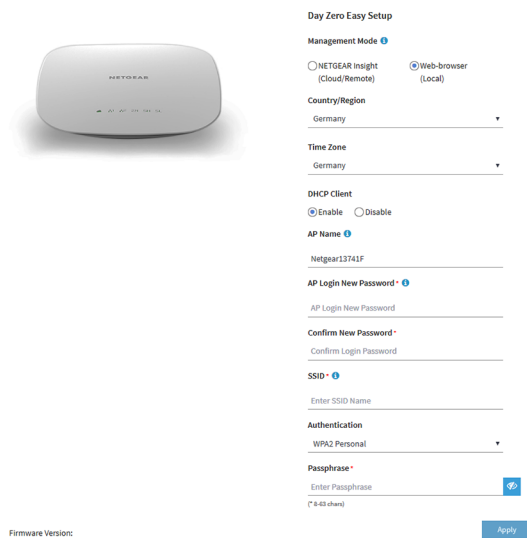 NETGEAR
Day Zero Easy Setup
Management Mode
NETGEAR Insight
(Cloud/Remote)
Web-browser
(Local)
Country/Region
Germany
Time Zone
Germany
DHCP Client
Enable
Disable
AP Name
Netgear13741F
AP Login New Password*
AP Login New Password
Confirm New Password*
Confirm Login Password
SSID*
Enter SSID Name
Authentication
WPA2 Personal
Passphrase*
Enter Passphrase
(* 8-63 chars)
Apply
Firmware Version: